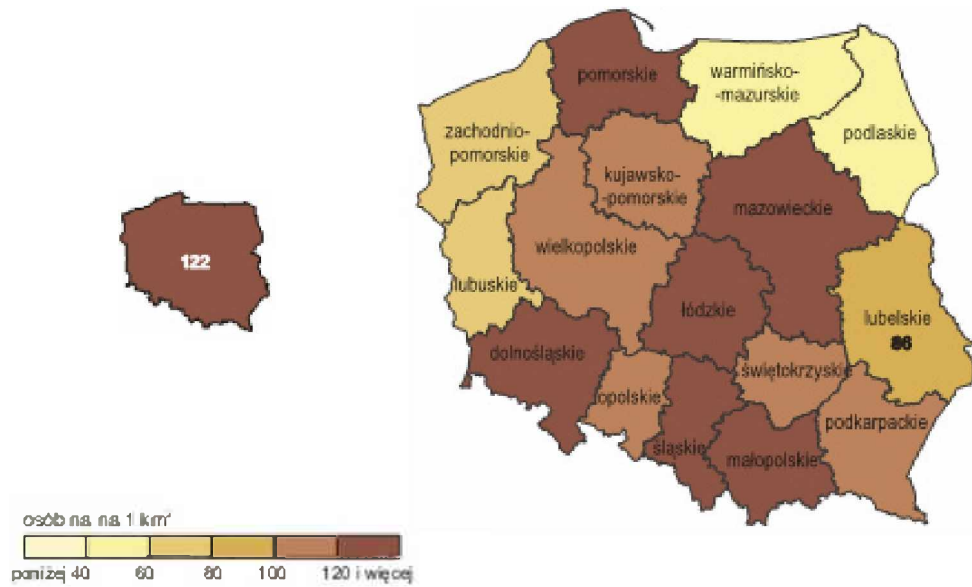 pomorskie
warmińsko-
-mazurskie
zachodnio-
pomorskie
podlaskie
kujawsko-
-pomorskie
mazowieckie
wielkopolskie
122
lubuskie
łódzkie
lubelskie
86
dolnośląskie
świętokrzyskie
opolskie
podkarpackie
śląskie
małopolskie
osób na na 1 km²
poniżej 40 60 80 100 120 i więcej